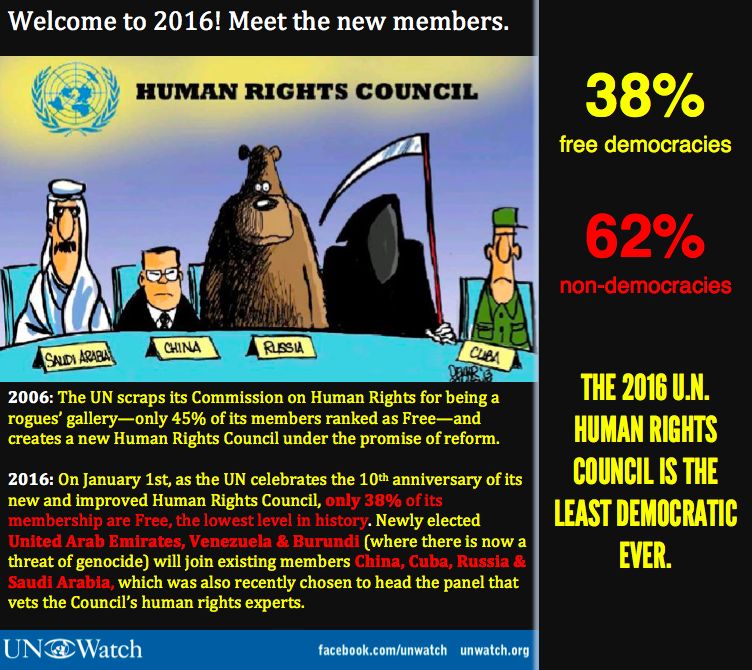 Welcome to 2016! Meet the new members.
HUMAN RIGHTS COUNCIL
SAUDI ARABIA
CHINA
RUSSIA
CUBA
2006: The UN scraps its Commission on Human Rights for being a
rogues’ gallery—only 45% of its members ranked as Free—and
creates a new Human Rights Council under the promise of reform.
2016: On January 1st, as the UN celebrates the 10th anniversary of its
new and improved Human Rights Council, only 38% of its
membership are Free, the lowest level in history. Newly elected
United Arab Emirates, Venezuela & Burundi (where there is now a
threat of genocide) will join existing members China, Cuba, Russia &
Saudi Arabia, which was also recently chosen to head the panel that
vets the Council’s human rights experts.
UN Watch
facebook.com/unwatch unwatch.org
38%
free democracies
62%
non-democracies
THE 2016 U.N.
HUMAN RIGHTS
COUNCIL IS THE
LEAST DEMOCRATIC
EVER.